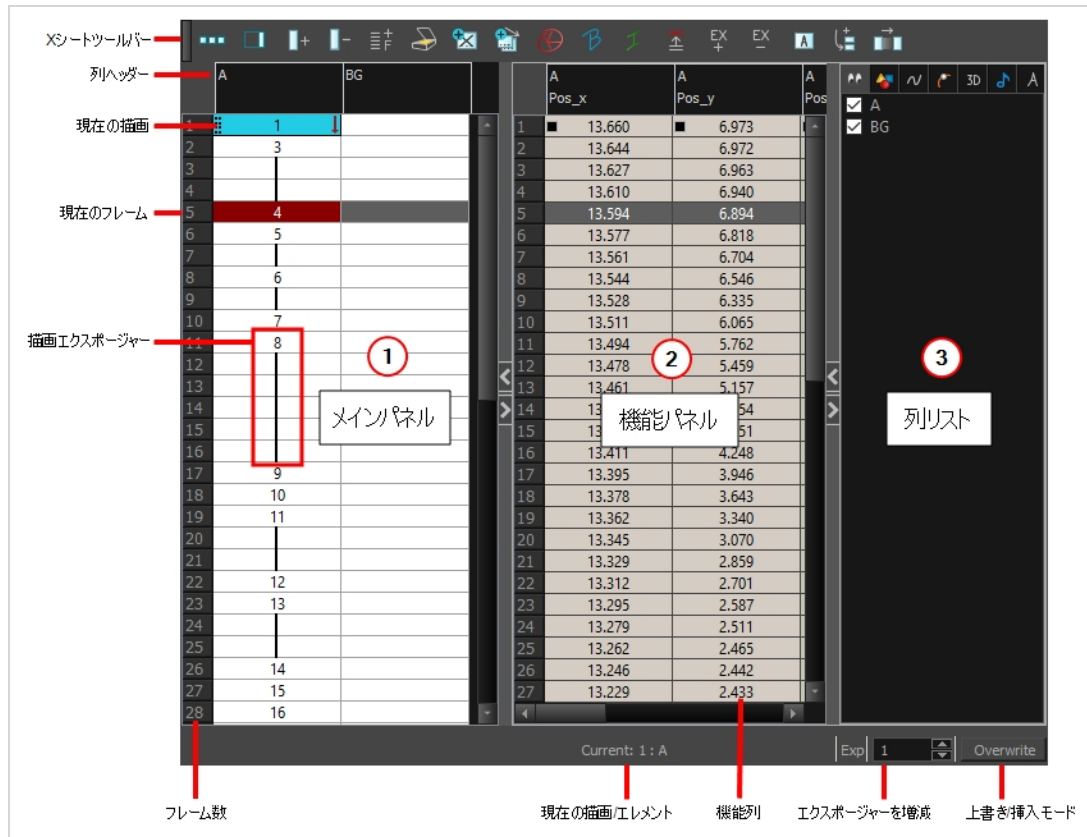 Xシートツールバー
EX EX A
F
列ヘッダー
A BG
A A A
Pos_x Pos_y Pos
3D A
A
BG
現在の描画
1 1
2 3
3
4
現在のフレーム
5 4
6 5
7
8 6
9
10 7
描画エクスポージャー
11 8
12
13
14
15
16
17 9
18 10
19 11
20
21
22 12
23 13
24
25
26 14
27 15
28 16
1 メインパネル
1 13.660 6.973
2 13.644 6.972
3 13.627 6.963
4 13.610 6.940
5 13.594 6.894
6 13.577 6.818
7 13.561 6.704
8 13.544 6.546
9 13.528 6.335
10 13.511 6.065
11 13.494 5.762
12 13.478 5.459
13 13.461 5.157
14 13 54
15 13 51
16 13.411 4.248
17 13.395 3.946
18 13.378 3.643
19 13.362 3.340
20 13.345 3.070
21 13.329 2.859
22 13.312 2.701
23 13.295 2.587
24 13.279 2.511
25 13.262 2.465
26 13.246 2.442
27 13.229 2.433
2 機能パネル
3 列リスト
Current: 1 : A Exp 1 Overwrite
フレーム数 現在の描画/エレメント 機能列 エクスポージャーを増減 上書き/挿入モード